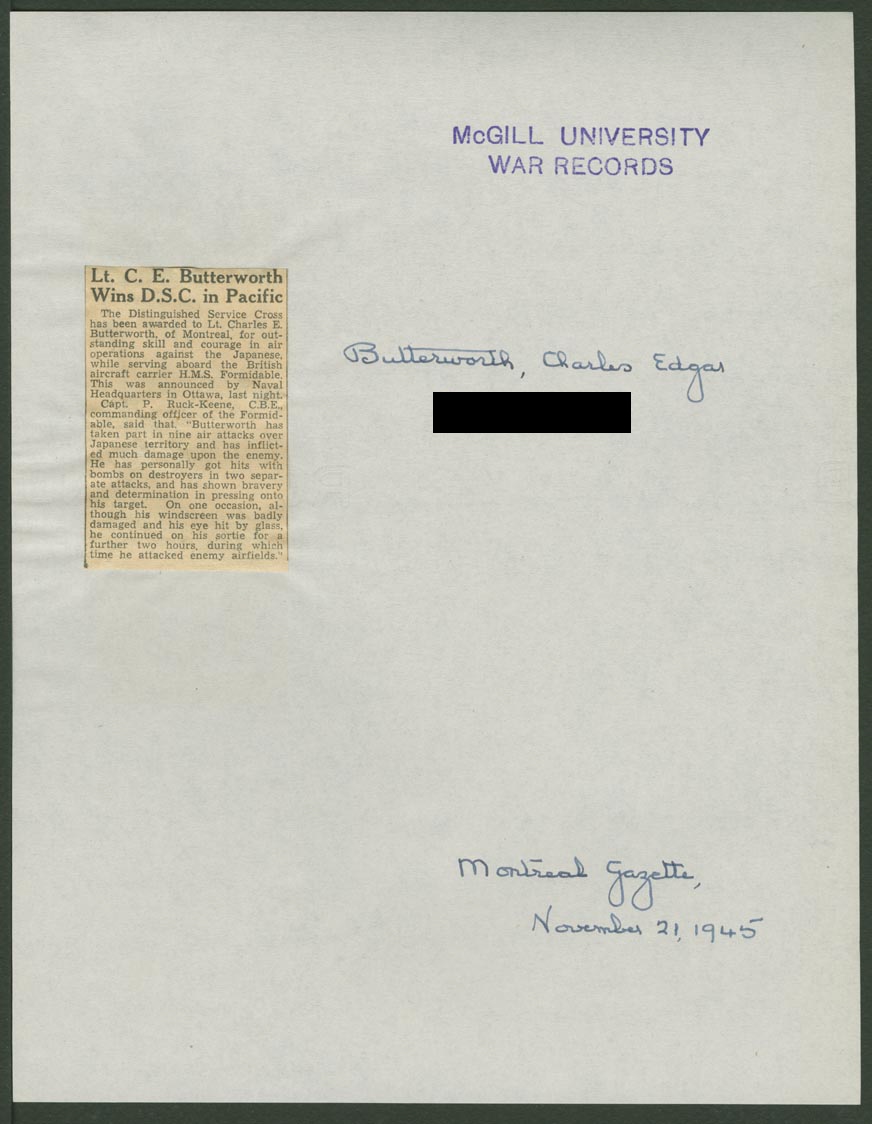 McGILL UNIVERSITY
WAR RECORDS
Lt. C. E. Butterworth
Wins D.S.C. in Pacific
The Distinguished Service Cross
has been awarded to Lt. Charles E.
Butterworth, of Montreal, for out-
standing skill and courage in air
operations against the Japanese,
while serving aboard the British
aircraft carrier H.M.S. Formidable.
This was announced by Naval
Headquarters in Ottawa, last night.
Capt. P. Ruck-Keene, C.B.E.,
commanding officer of the Formid-
able, said that, "Butterworth has
taken part in nine air attacks over
Japanese territory and has inflict-
ed much damage upon the enemy.
He has personally got hits with
bombs on destroyers in two separ-
ate attacks, and has shown bravery
and determination in pressing onto
his target. On one occasion, al-
though his windscreen was badly
damaged and his eye hit by glass,
he continued on his sortie for a
further two hours, during which
time he attacked enemy airfields."
Butterworth, Charles Edgar
Montreal Gazette,
November 21, 1945